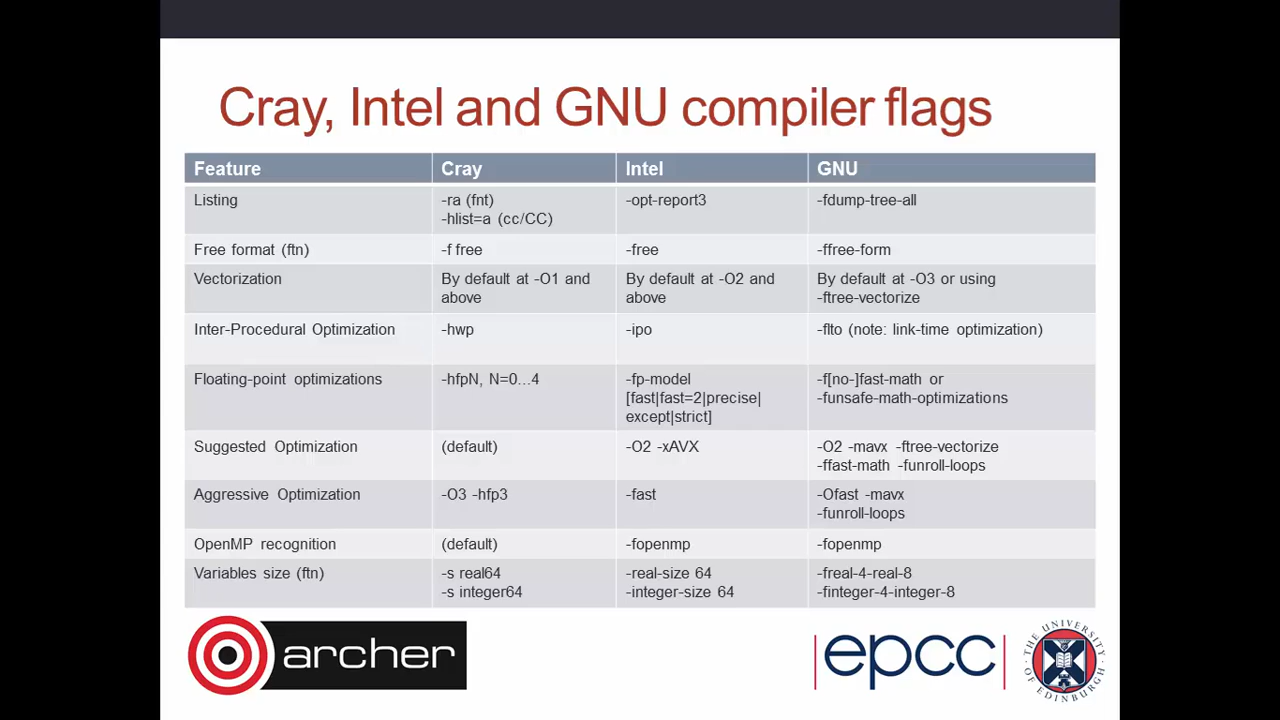 Cray, Intel and GNU compiler flags
Feature Cray Intel GNU
Listing -ra (fnt) -opt-report3 -fdump-tree-all
-hlist=a (cc/CC)
Free format (ftn) -f free -free -ffree-form
Vectorization By default at -O1 and By default at -O2 and By default at -O3 or using
above above -ftree-vectorize
Inter-Procedural Optimization -hwp -ipo -flto (note: link-time optimization)
Floating-point optimizations -hfpN, N=0...4 -fp-model -f[no-]fast-math or
[fast|fast=2|precise| -funsafe-math-optimizations
except|strict]
Suggested Optimization (default) -O2 -xAVX -O2 -mavx -ftree-vectorize
-ffast-math -funroll-loops
Aggressive Optimization -O3 -hfp3 -fast -Ofast -mavx
-funroll-loops
OpenMP recognition (default) -fopenmp -fopenmp
Variables size (ftn) -s real64 -real-size 64 -freal-4-real-8
-s integer64 -integer-size 64 -finteger-4-integer-8
archer
epcc
THE UNIVERSITY OF EDINBURGH